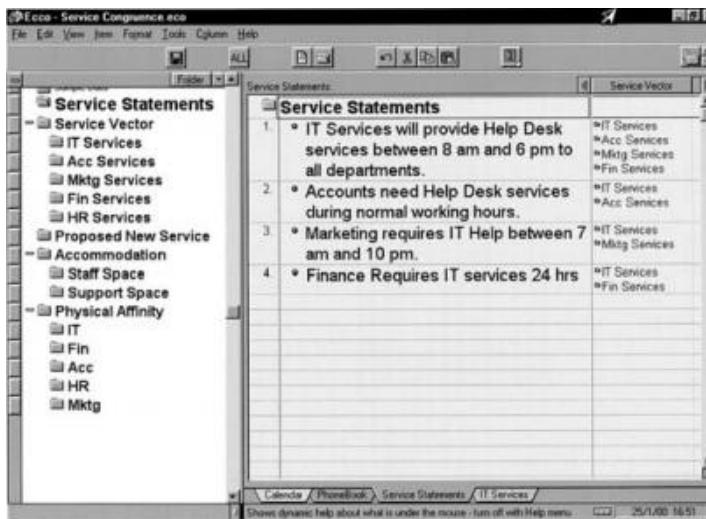 Ecco - Service Congruence.eco
File Edit View Item Format Tools Column Help
ALL
Folder
Service Statements
Service Vector
IT Services
Acc Services
Mktg Services
Fin Services
HR Services
Proposed New Service
Accommodation
Staff Space
Support Space
Physical Affinity
IT
Fin
Acc
HR
Mktg
Service Statements
Service Vector
Service Statements
1. IT Services will provide Help Desk
services between 8 am and 6 pm to
all departments.
IT Services
Acc Services
Mktg Services
Fin Services
2. Accounts need Help Desk services
during normal working hours.
IT Services
Acc Services
3. Marketing requires IT Help between 7
am and 10 pm.
IT Services
Mktg Services
4. Finance Requires IT services 24 hrs
IT Services
Fin Services
Calendar PhoneBook Service Statements IT Services
Shows dynamic help about what is under the mouse - turn off with Help menu
25/1/00 16:51